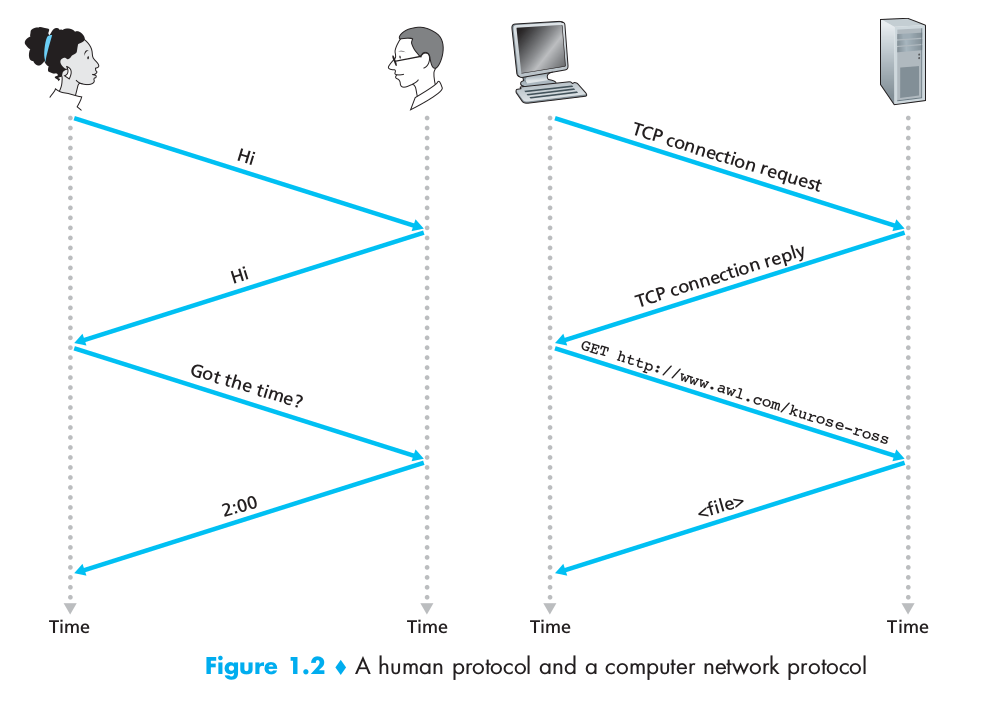 Hi
Hi
Got the time?
2:00
Time
Time
TCP connection request
TCP connection reply
GET http://www.awl.com/kurose-ross
<file>
Time
Time
Figure 1.2 ♦ A human protocol and a computer network protocol